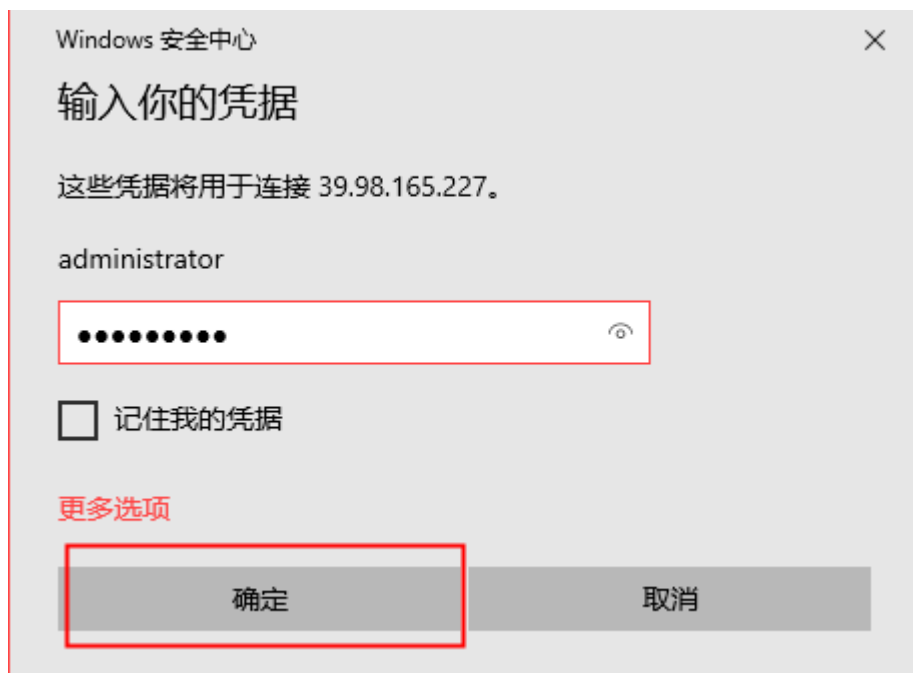 Windows 安全中心
输入你的凭据
这些凭据将用于连接 39.98.165.227。
administrator
●●●●●●●●●
记住我的凭据
更多选项
确定
取消